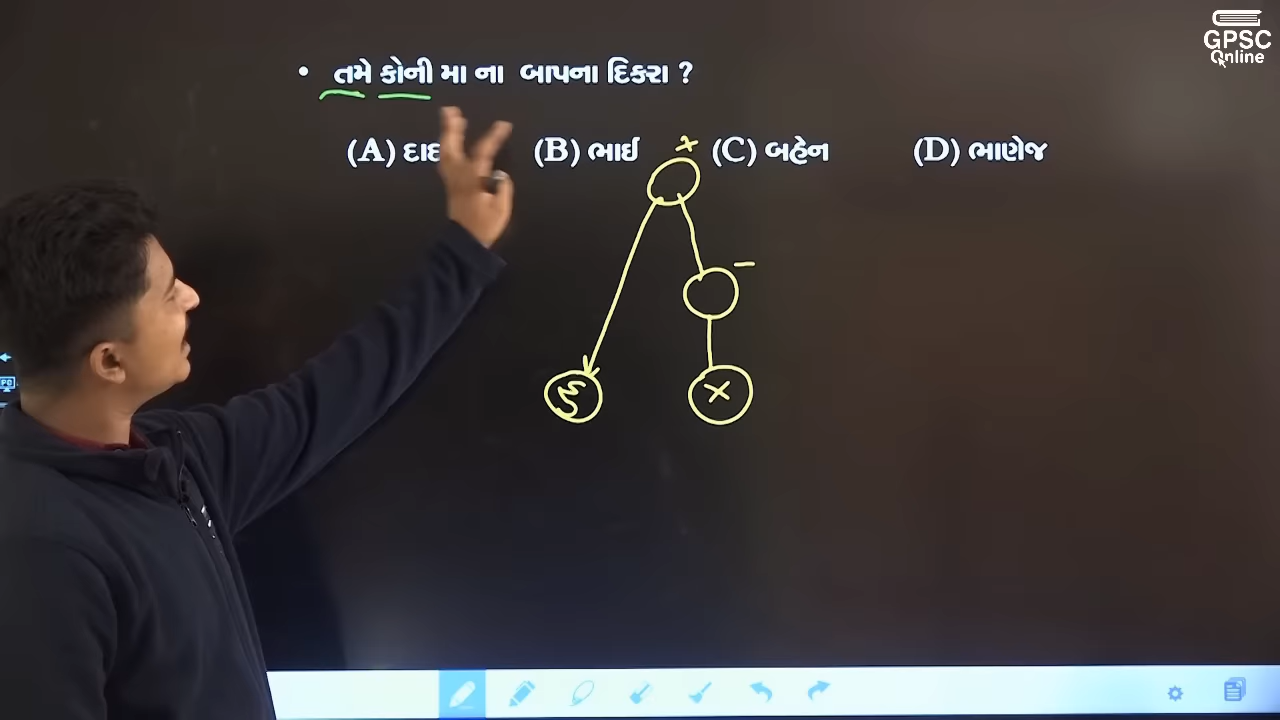 GPSC
Online
• તમે કોની મા ના બાપના દિકરા ?
(A) (B) ભાઈ (C) બહેન (D) ભાણેજ
+
−
હું
×